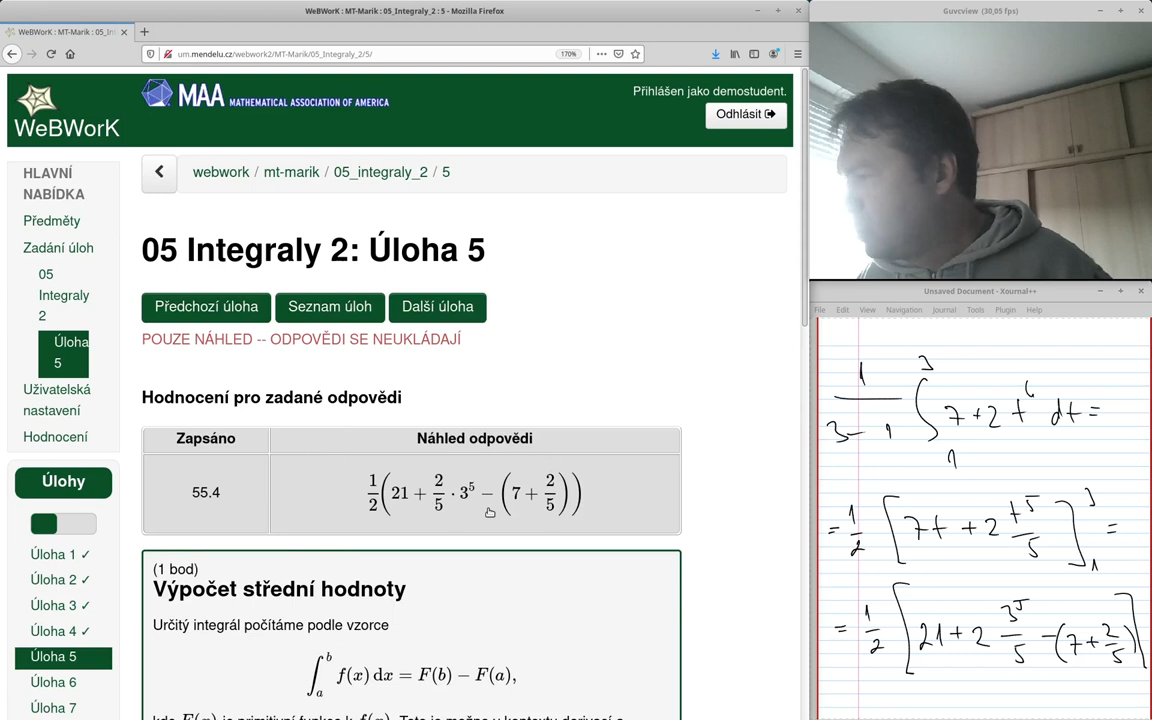 WeBWorK : MT-Marik : 05_Integraly_2 : 5 - Mozilla Firefox
WeBWorK : MT-Marik : 05_In
um.mendelu.cz/webwork2/MT-Marik/05_Integraly_2/5/
170%
WeBWorK
MAA MATHEMATICAL ASSOCIATION OF AMERICA
Přihlášen jako demostudent.
Odhlásit
HLAVNÍ
NABÍDKA
Předměty
Zadání úloh
05
Integraly
2
Úloha
5
Uživatelská
nastavení
Hodnocení
Úlohy
Úloha 1 ✓
Úloha 2 ✓
Úloha 3 ✓
Úloha 4 ✓
Úloha 5
Úloha 6
Úloha 7
webwork / mt-marik / 05_integraly_2 / 5
05 Integraly 2: Úloha 5
Předchozí úloha
Seznam úloh
Další úloha
POUZE NÁHLED -- ODPOVĚDI SE NEUKLÁDAJÍ
Hodnocení pro zadané odpovědi
Zapsáno Náhled odpovědi
55.4 1/2(21 + 2/5 · 3^5 − (7 + 2/5))
(1 bod)
Výpočet střední hodnoty
Určitý integrál počítáme podle vzorce
∫_a^b f(x) dx = F(b) − F(a),
Guvcview (30,05 fps)
Unsaved Document - Xournal++
File Edit View Navigation Journal Tools Plugin Help
1/(3-1) ∫_1^3 7+2 t^4 dt =
= 1/2 [7t + 2 t^5/5]_1^3 =
= 1/2 [21+2 3^5/5 -(7+2/5)]